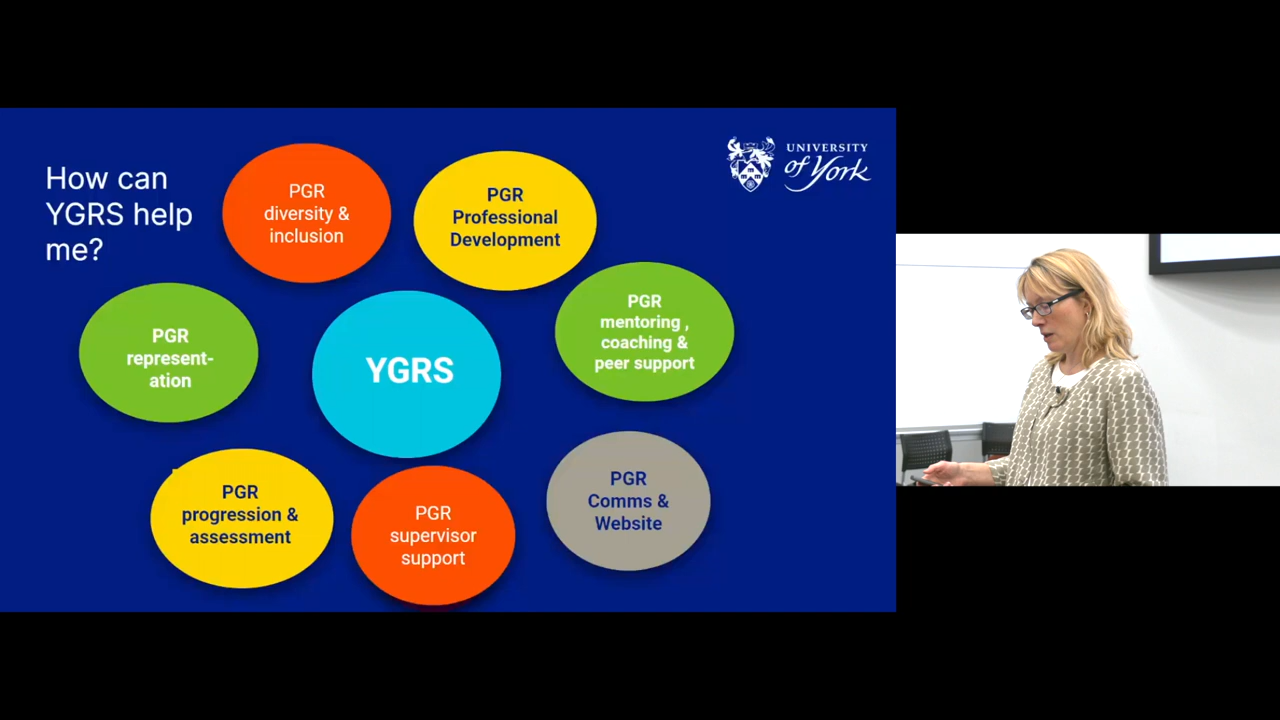 How can
YGRS help
me?
PGR
diversity &
inclusion
PGR
Professional
Development
UNIVERSITY
of York
PGR
mentoring ,
coaching &
peer support
PGR
represent-
ation
YGRS
PGR
progression &
assessment
PGR
supervisor
support
PGR
Comms &
Website